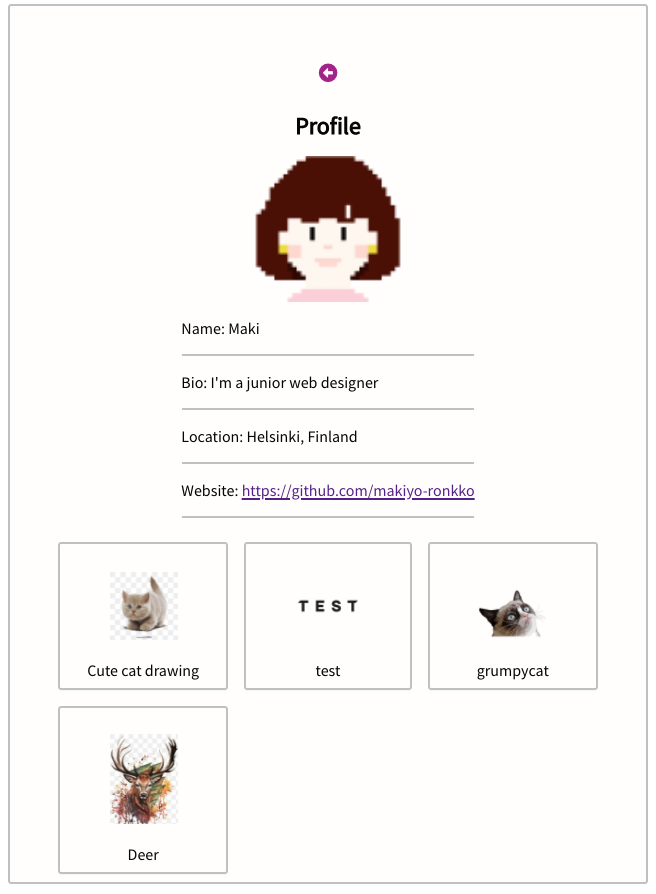 Profile
Name: Maki
Bio: I'm a junior web designer
Location: Helsinki, Finland
Website: https://github.com/makiyo-ronkko
TEST
Cute cat drawing
test
grumpycat
Deer